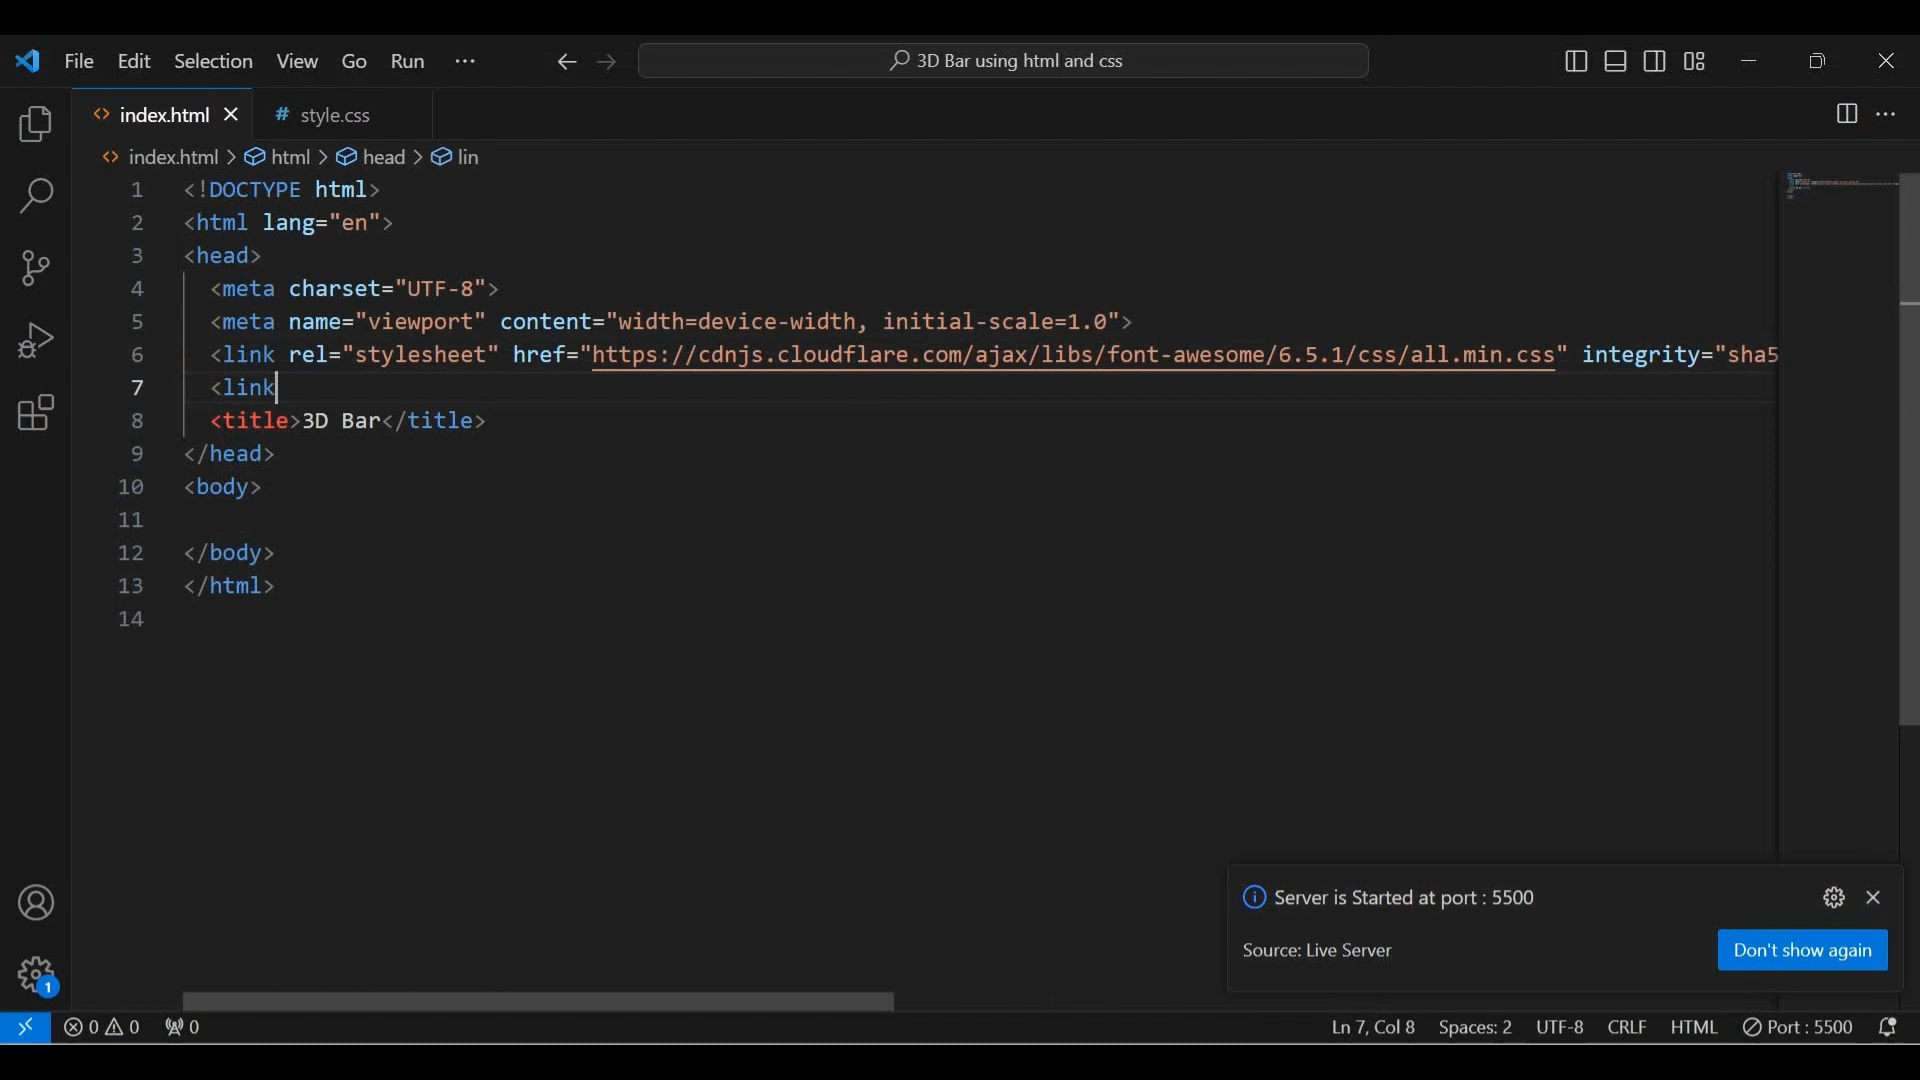 File Edit Selection View Go Run ···
3D Bar using html and css
index.html # style.css
index.html > html > head > lin
1 <!DOCTYPE html>
2 <html lang="en">
3 <head>
4 <meta charset="UTF-8">
5 <meta name="viewport" content="width=device-width, initial-scale=1.0">
6 <link rel="stylesheet" href="https://cdnjs.cloudflare.com/ajax/libs/font-awesome/6.5.1/css/all.min.css" integrity="sha5
7 <link
8 <title>3D Bar</title>
9 </head>
10 <body>
11
12 </body>
13 </html>
14
Server is Started at port : 5500
Source: Live Server
Don't show again
1
0 0 0
Ln 7, Col 8 Spaces: 2 UTF-8 CRLF HTML Port : 5500